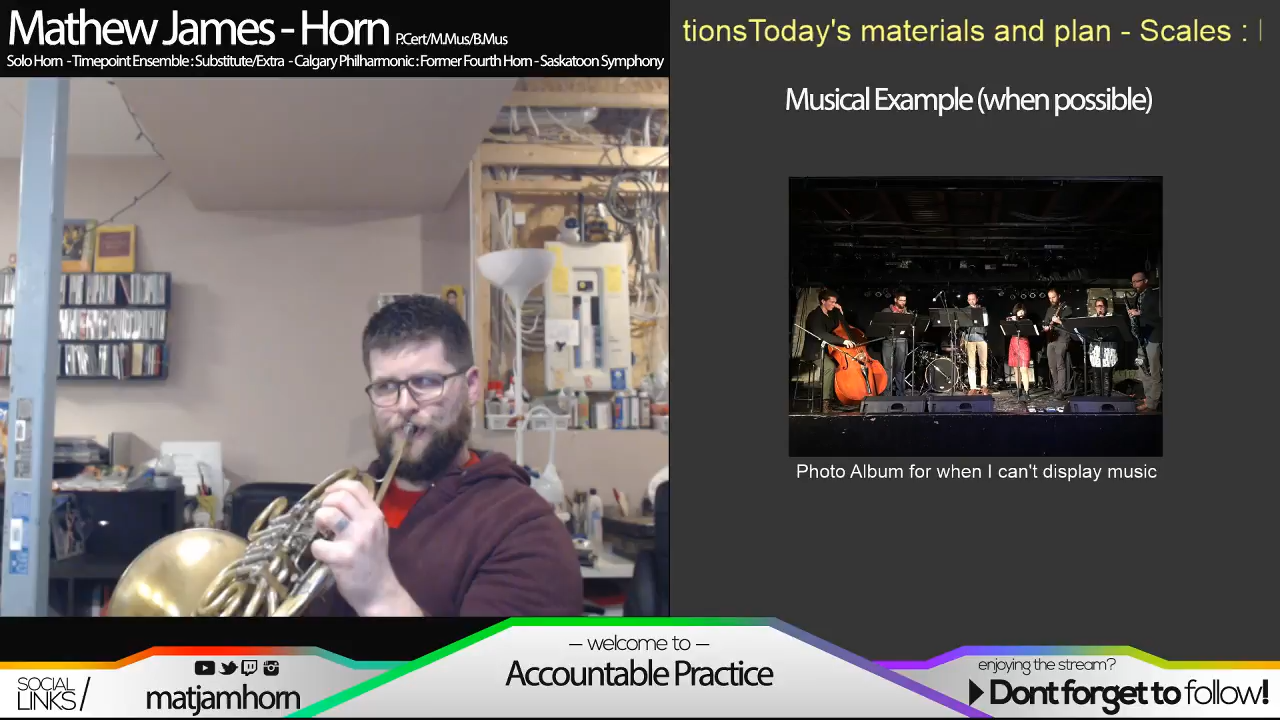 Mathew James - Horn P.Cert/M.Mus/B.Mus
Solo Horn - Timepoint Ensemble : Substitute/Extra - Calgary Philharmonic : Former Fourth Horn - Saskatoon Symphony
tionsToday's materials and plan - Scales :
Musical Example (when possible)
Photo Album for when I can't display music
SOCIAL
LINKS /
matjamhorn
– welcome to –
Accountable Practice
enjoying the stream?
Dont forget to follow!